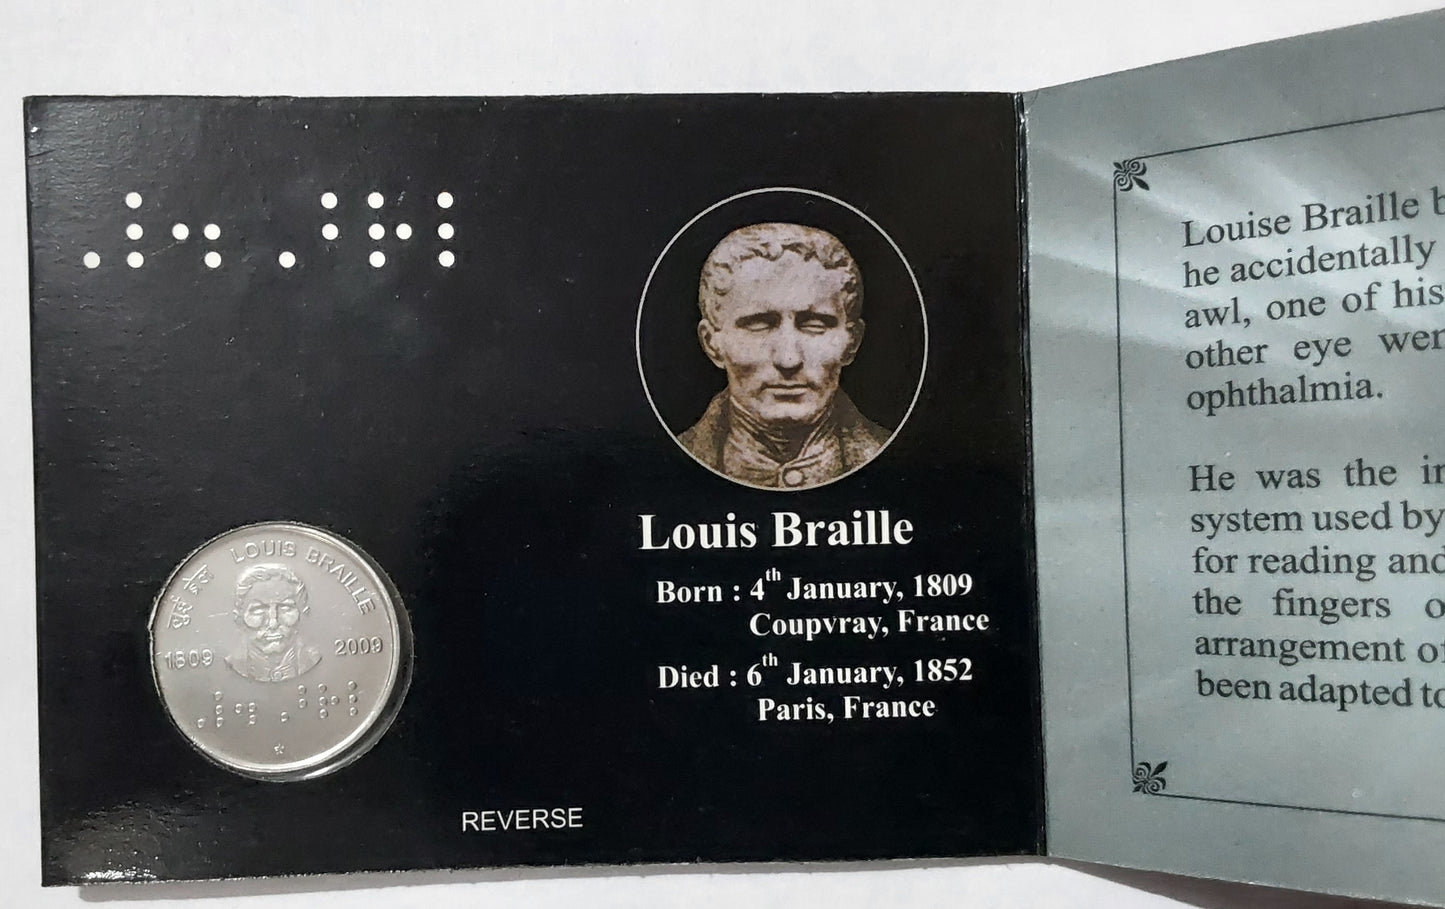 ⠠⠇⠲ ⠠⠃⠗⠇
लुई ब्रेल LOUIS BRAILLE
1809 2009
⠠⠇⠲ ⠠⠃⠗⠇
REVERSE
Louis Braille
Born : 4th January, 1809
Coupvray, France
Died : 6th January, 1852
Paris, France
Louise Braille
he accidentally
awl, one of his
other eye
ophthalmia.
He was the
system used by
for reading
the fingers
arrangement
been adapted